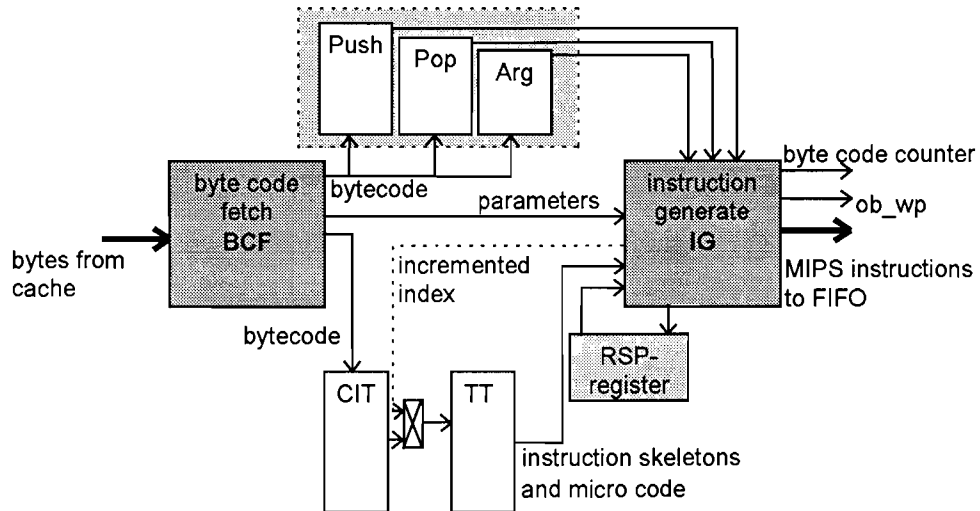 Push
Pop
Arg
byte code
fetch
BCF
bytecode
parameters
instruction
generate
IG
byte code counter
ob_wp
bytes from
cache
incremented
index
MIPS instructions
to FIFO
bytecode
RSP-
register
CIT
TT
instruction skeletons
and micro code